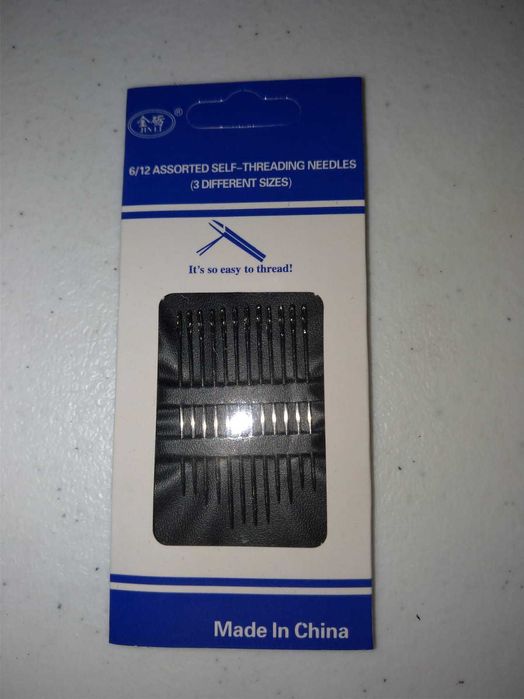 ®
6/12 ASSORTED SELF-THREADING NEEDLES
(3 DIFFERENT SIZES)
It's so easy to thread!
Made In China